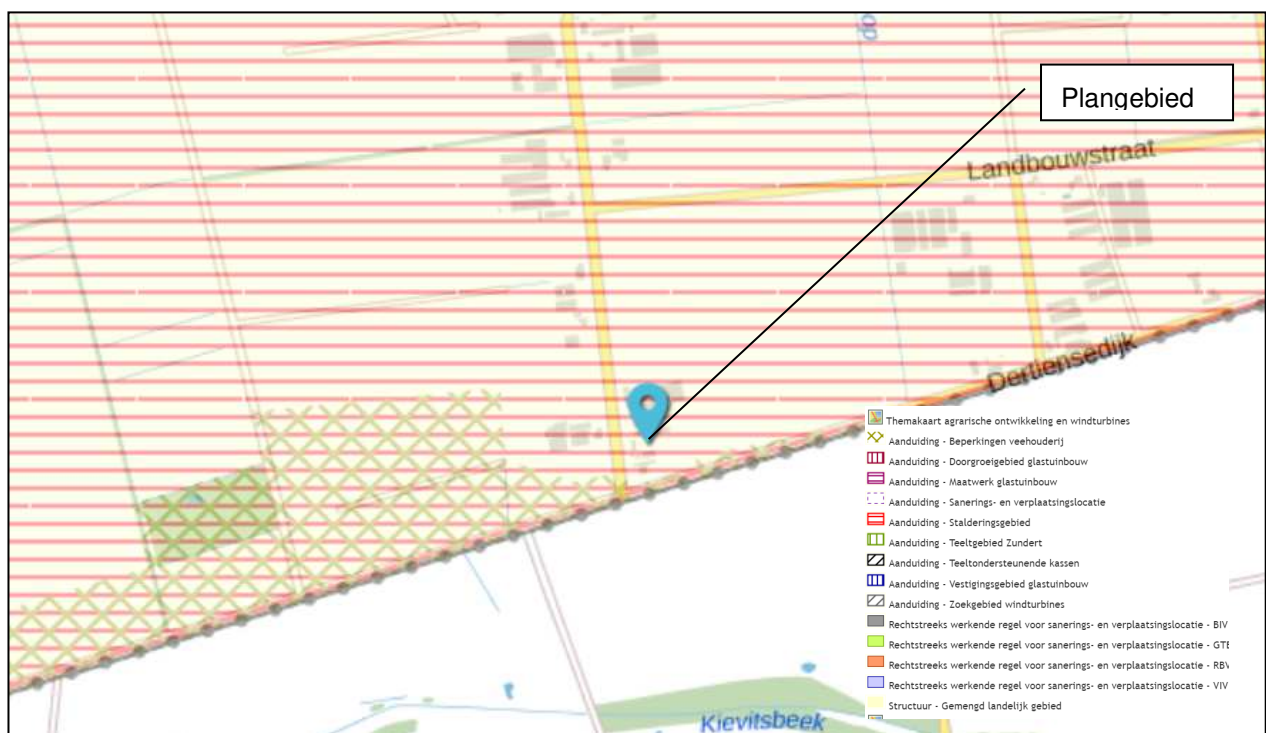 op
Plangebied
Landbouwstraat
Dertiensedijk
Themakaart agrarische ontwikkeling en windturbines
Aanduiding - Beperkingen veehouderij
Aanduiding - Doorgroeigebied glastuinbouw
Aanduiding - Maatwerk glastuinbouw
Aanduiding - Sanerings- en verplaatsingslocatie
Aanduiding - Stalderingsgebied
Aanduiding - Teeltgebied Zundert
Aanduiding - Teeltondersteunende kassen
Aanduiding - Vestigingsgebied glastuinbouw
Aanduiding - Zoekgebied windturbines
Rechtstreeks werkende regel voor sanerings- en verplaatsingslocatie - BIV
Rechtstreeks werkende regel voor sanerings- en verplaatsingslocatie - GTB
Rechtstreeks werkende regel voor sanerings- en verplaatsingslocatie - RBV
Rechtstreeks werkende regel voor sanerings- en verplaatsingslocatie - VIV
Structuur - Gemengd landelijk gebied
Kievitsbeek